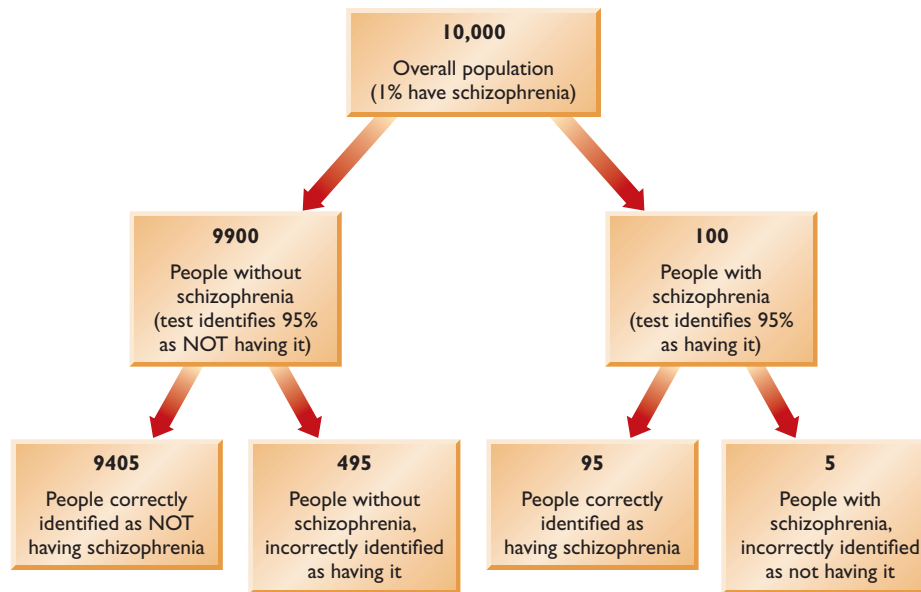 10,000
Overall population
(1% have schizophrenia)
9900
People without
schizophrenia
(test identifies 95%
as NOT having it)
100
People with
schizophrenia
(test identifies 95%
as having it)
9405
People correctly
identified as NOT
having schizophrenia
495
People without
schizophrenia,
incorrectly identified
as having it
95
People correctly
identified as
having schizophrenia
5
People with
schizophrenia,
incorrectly identified
as not having it